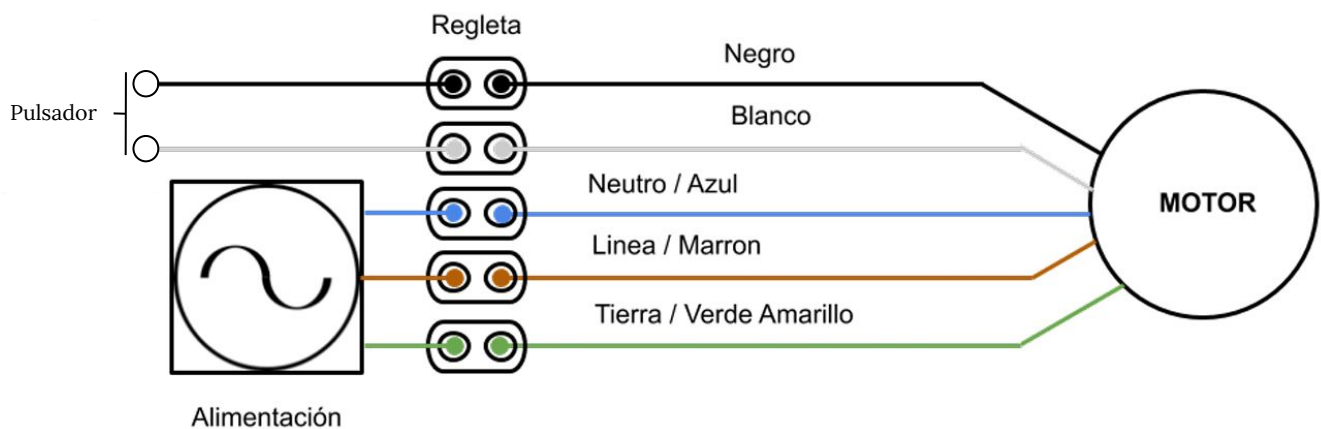 Regleta
Negro
Pulsador
Blanco
Neutro / Azul
MOTOR
Linea / Marron
Tierra / Verde Amarillo
Alimentación